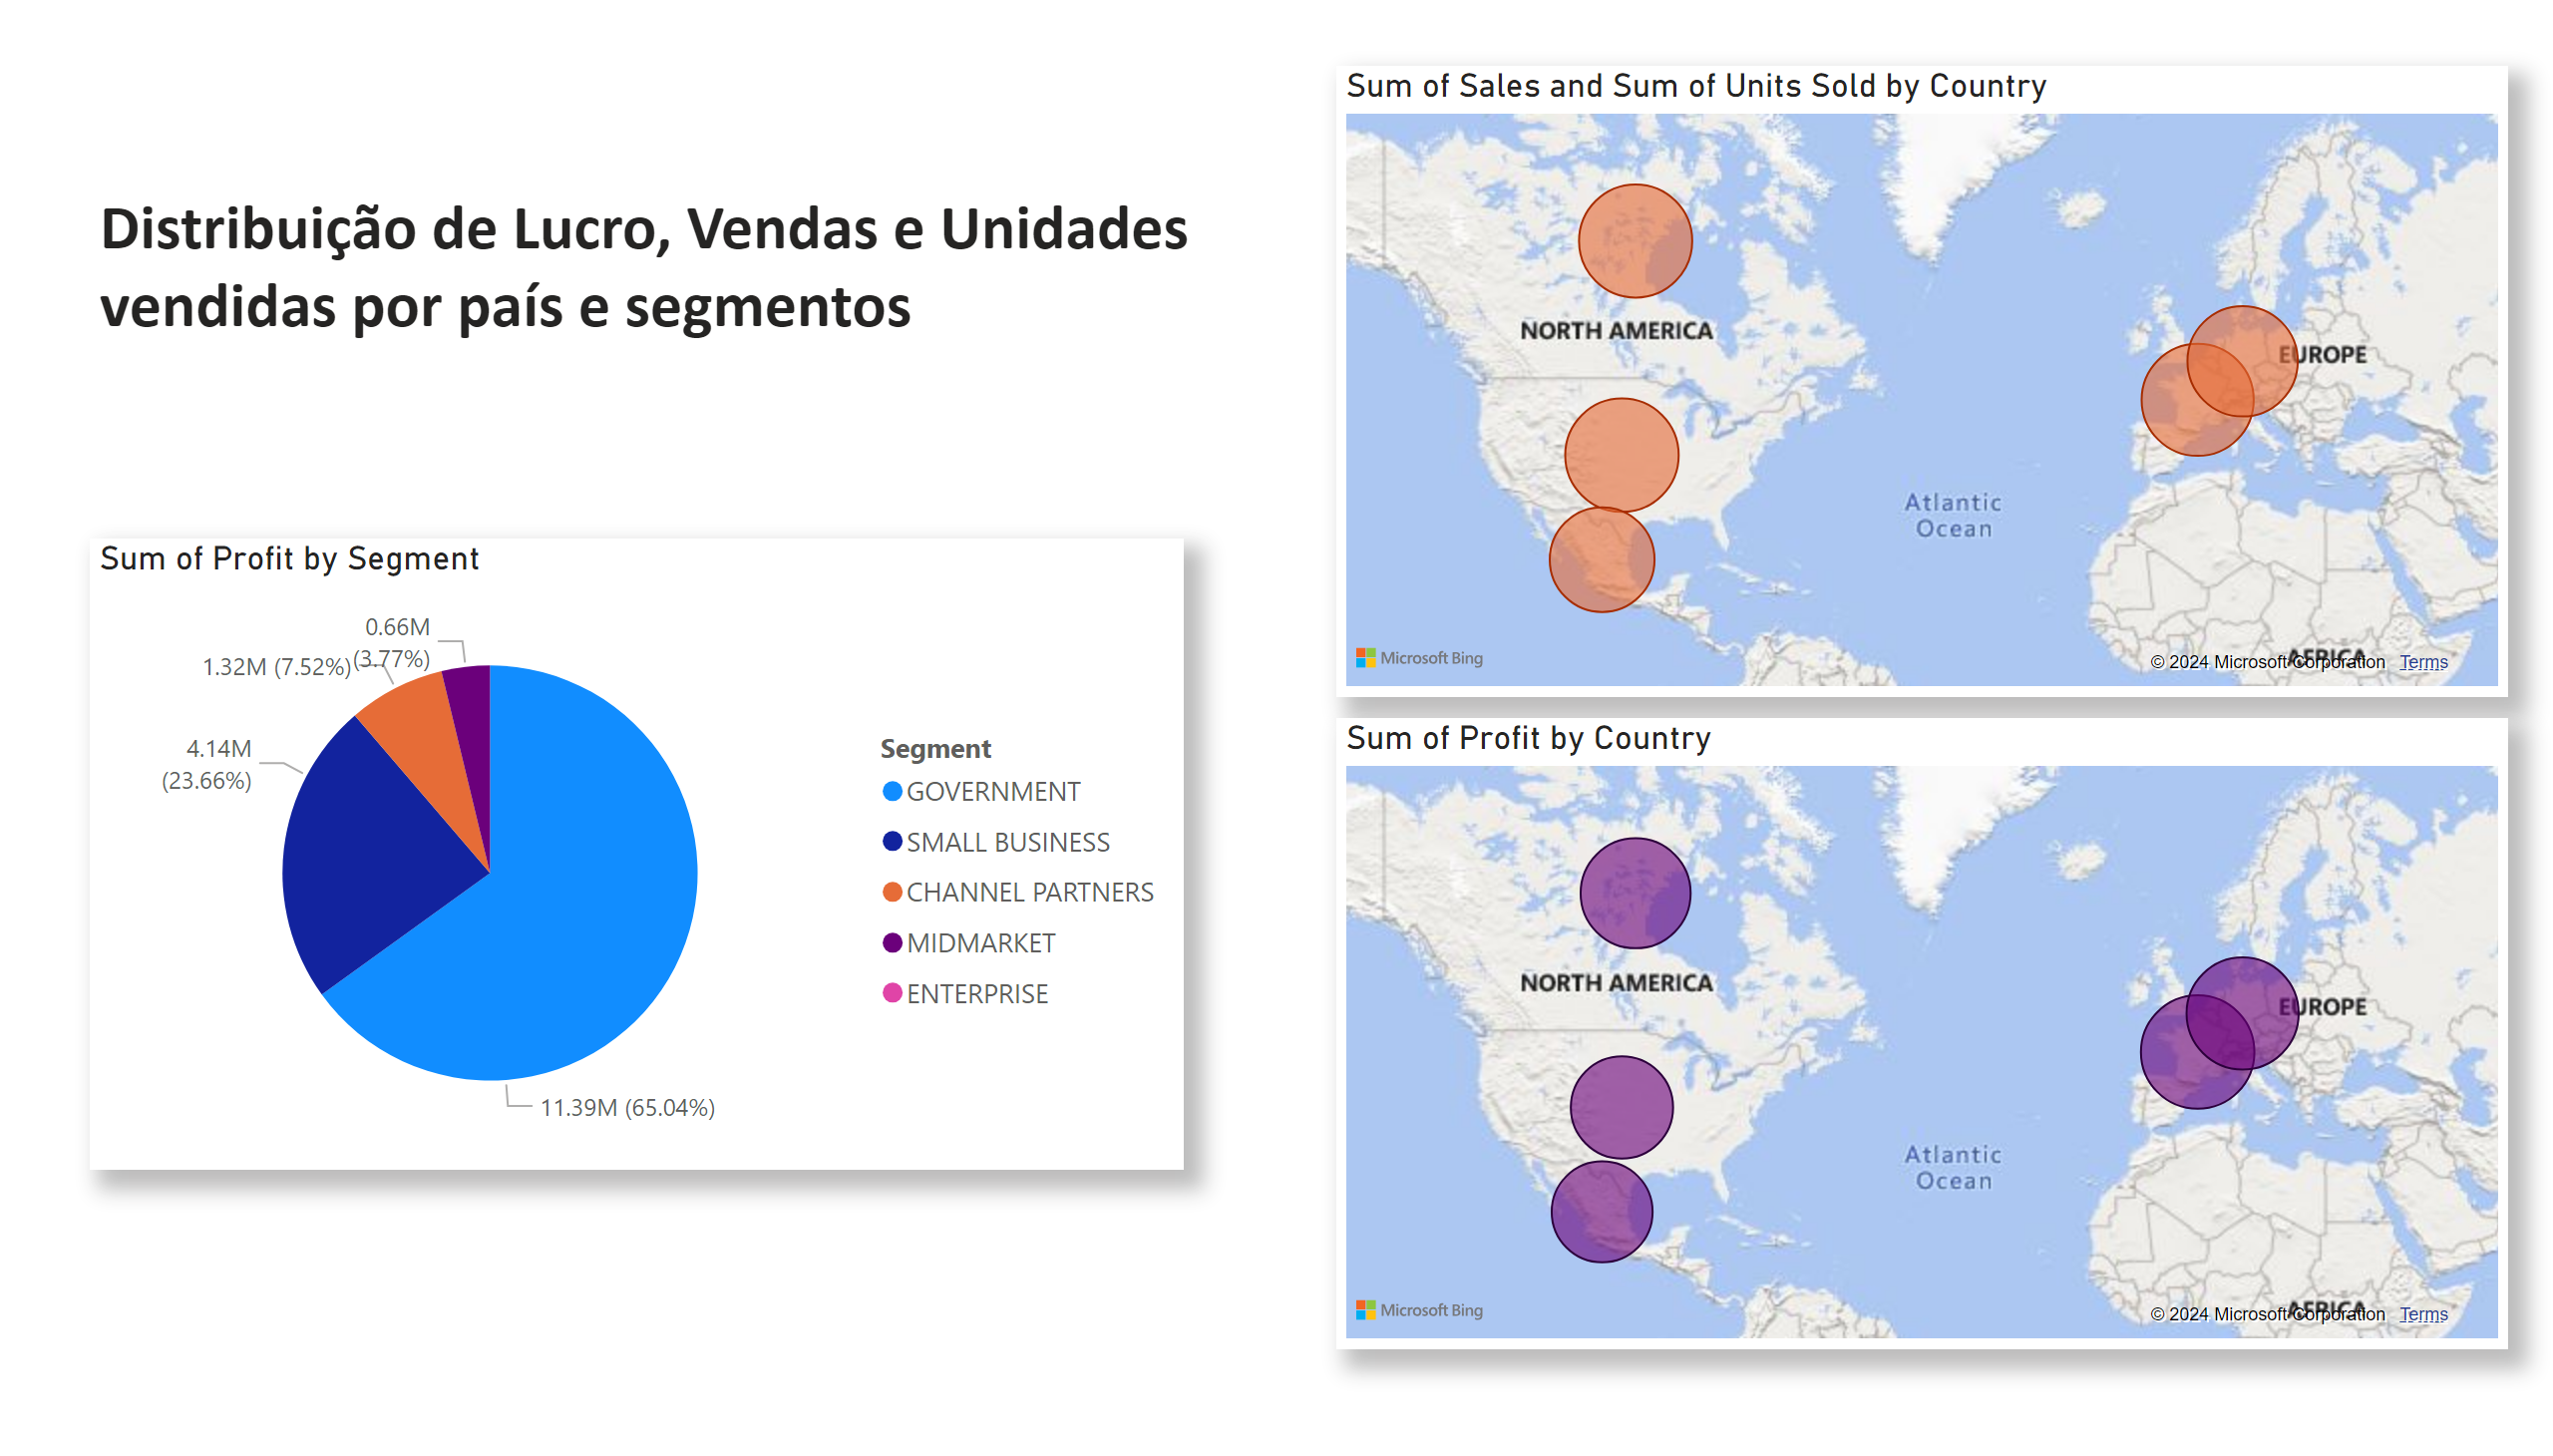 Distribuição de Lucro, Vendas e Unidades
vendidas por país e segmentos
Sum of Profit by Segment
0.66M
(3.77%)
1.32M (7.52%)
4.14M
(23.66%)
11.39M (65.04%)
Segment
GOVERNMENT
SMALL BUSINESS
CHANNEL PARTNERS
MIDMARKET
ENTERPRISE
Sum of Sales and Sum of Units Sold by Country
NORTH AMERICA
EUROPE
Atlantic
Ocean
AFRICA
Microsoft Bing
© 2024 Microsoft Corporation Terms
Sum of Profit by Country
NORTH AMERICA
EUROPE
Atlantic
Ocean
AFRICA
Microsoft Bing
© 2024 Microsoft Corporation Terms